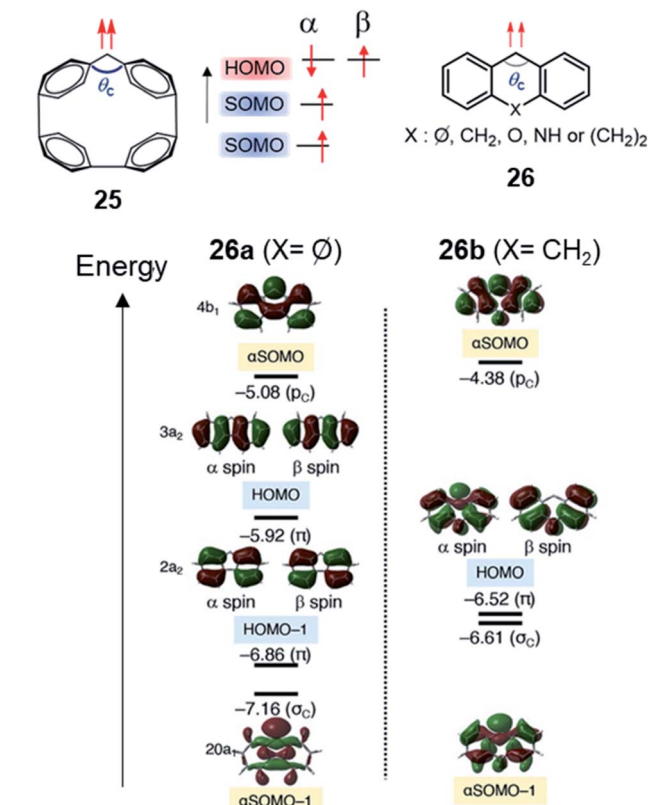 α β
HOMO
SOMO
SOMO
θc
25
θc
X
X : Ø, CH₂, O, NH or (CH₂)₂
26
Energy
26a (X= Ø)
26b (X= CH₂)
4b₁
αSOMO
−5.08 (pC)
αSOMO
−4.38 (pC)
3a₂
α spin β spin
HOMO
−5.92 (π)
2a₂
α spin β spin
HOMO–1
−6.86 (π)
−7.16 (σC)
20a₁
αSOMO–1
α spin β spin
HOMO
−6.52 (π)
−6.61 (σC)
αSOMO–1